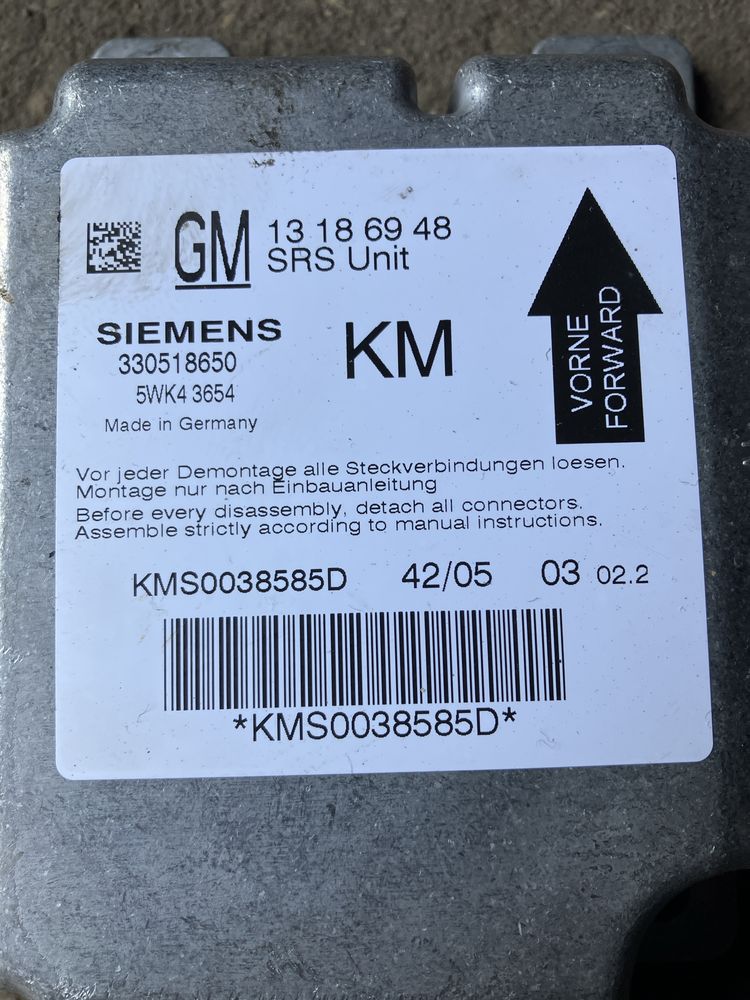 GM 13 18 69 48
SRS Unit
SIEMENS
330518650
5WK4 3654
Made in Germany
KM
VORNE
FORWARD
Vor jeder Demontage alle Steckverbindungen loesen.
Montage nur nach Einbauanleitung
Before every disassembly, detach all connectors.
Assemble strictly according to manual instructions.
KMS0038585D 42/05 03 02.2
*KMS0038585D*